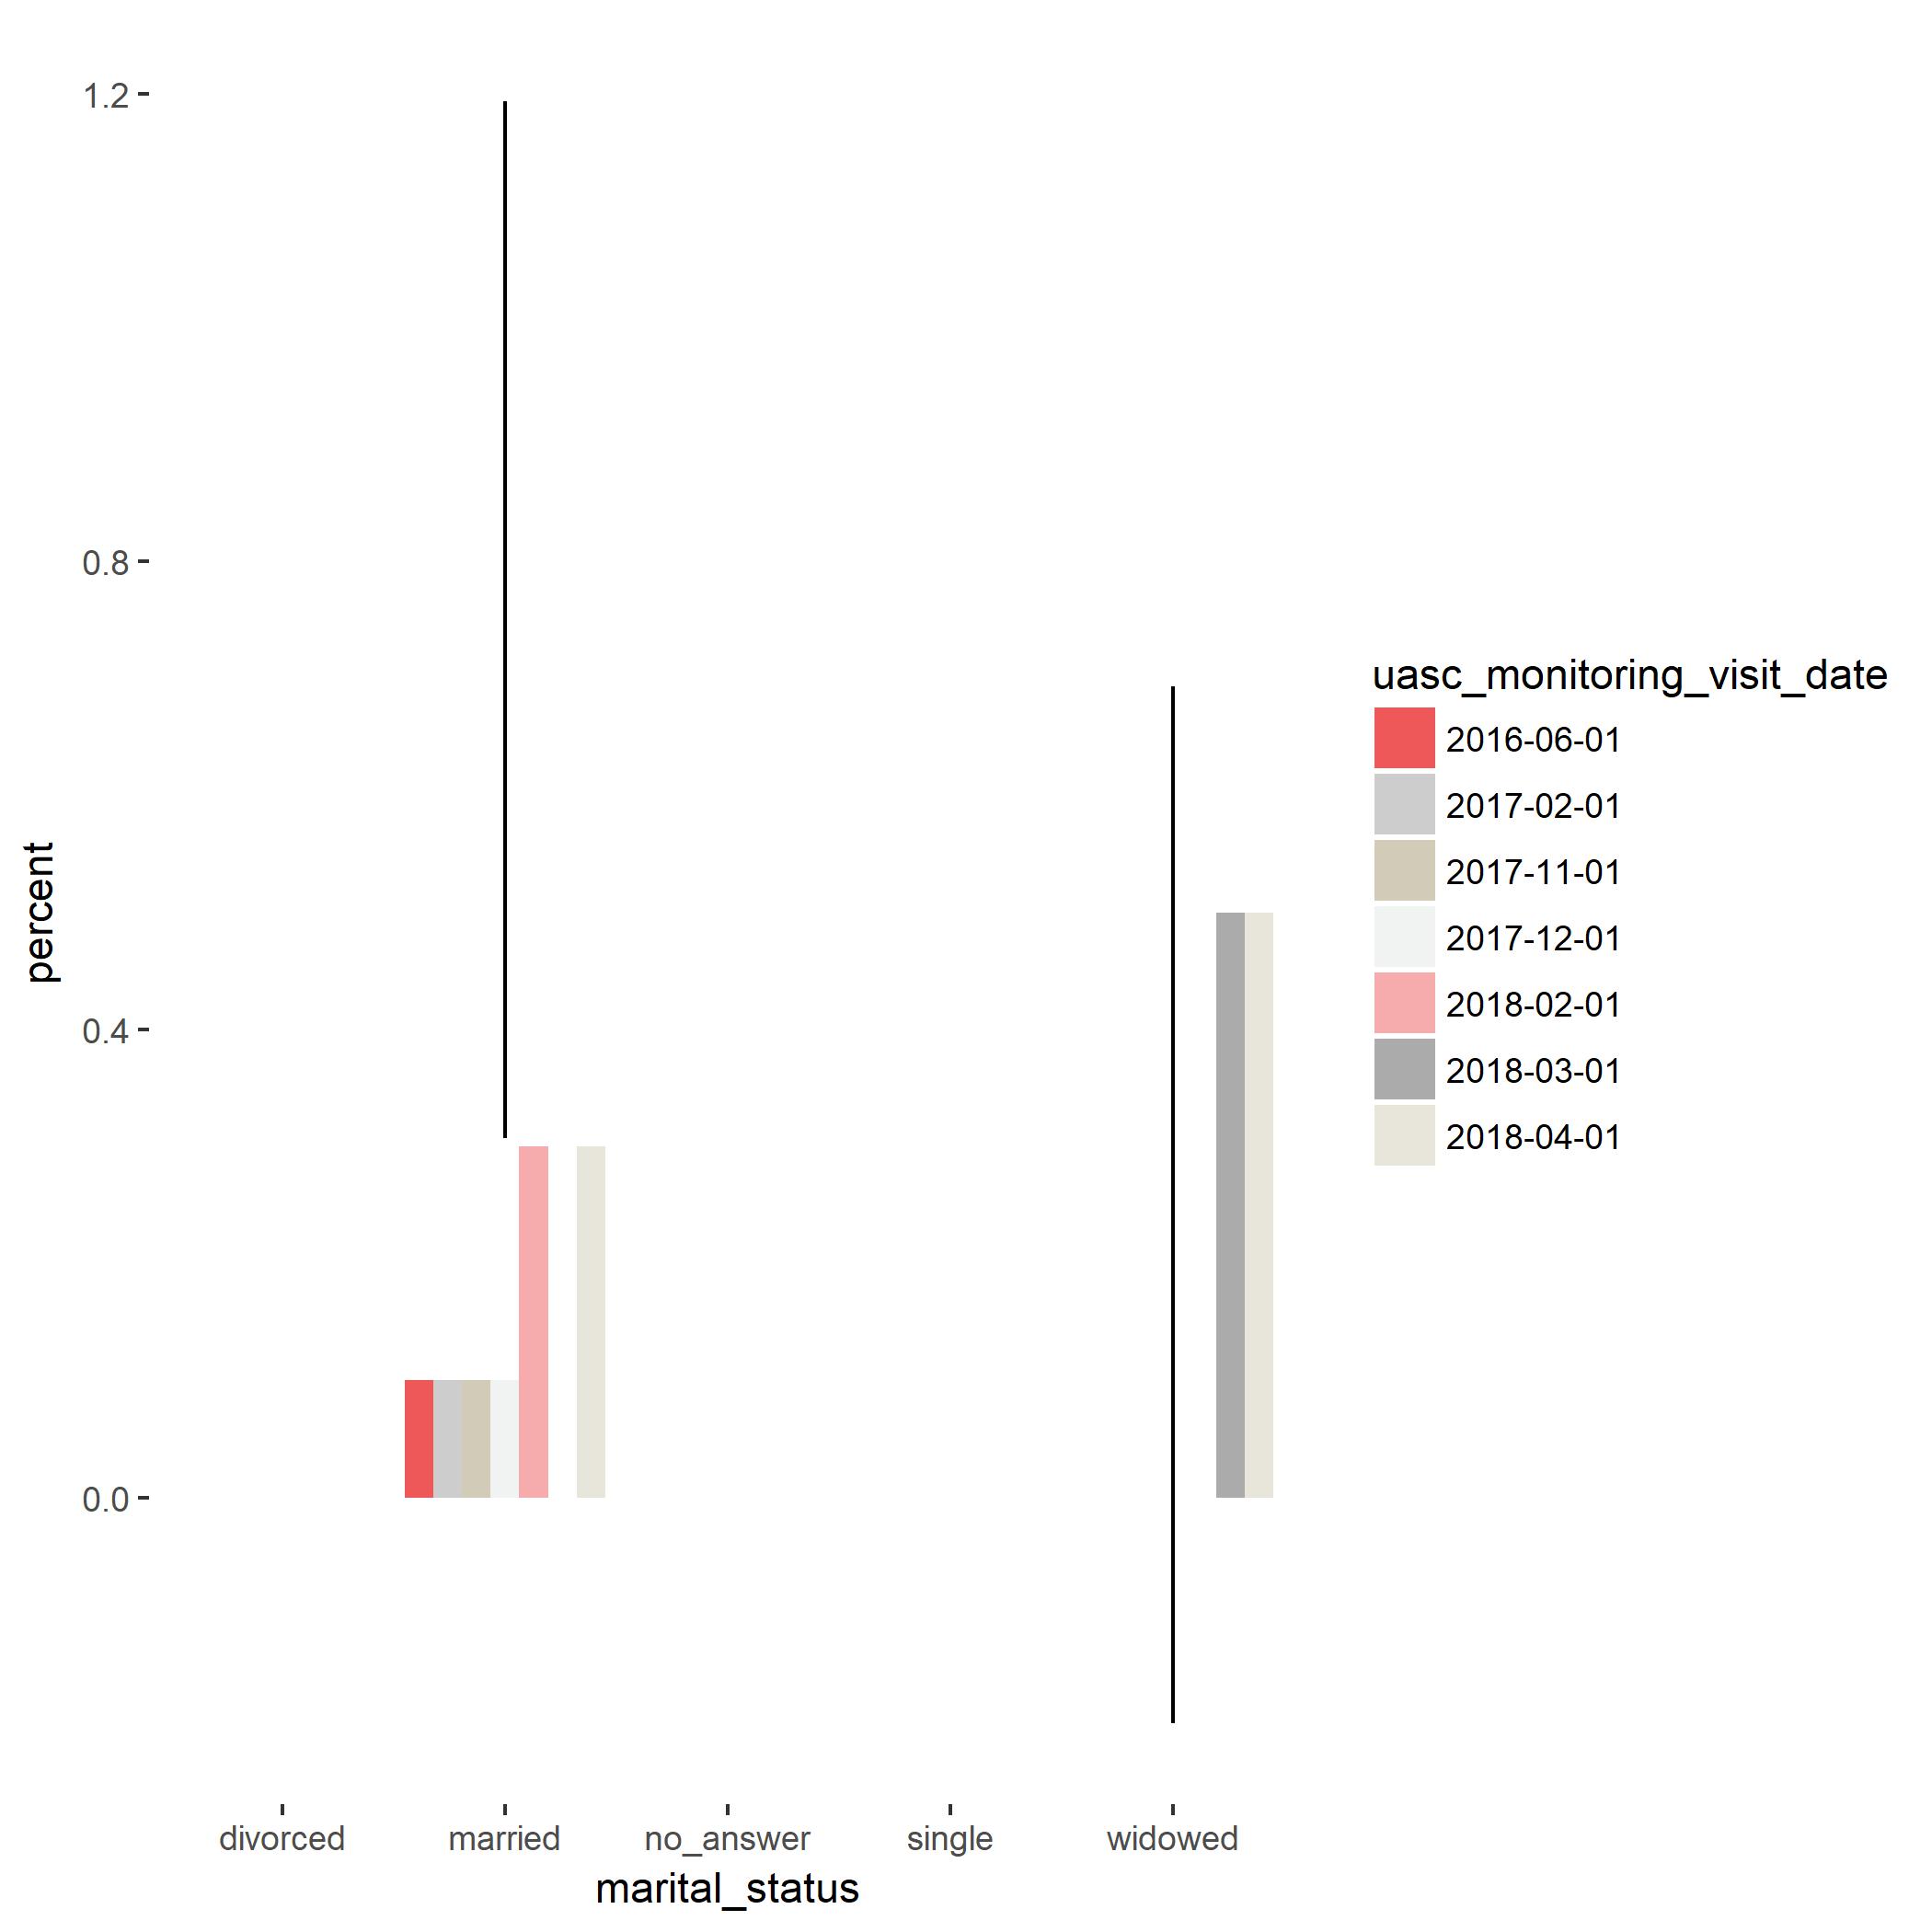 1.2
0.8
0.4
0.0
percent
divorced
married
no_answer
single
widowed
marital_status
uasc_monitoring_visit_date
2016-06-01
2017-02-01
2017-11-01
2017-12-01
2018-02-01
2018-03-01
2018-04-01